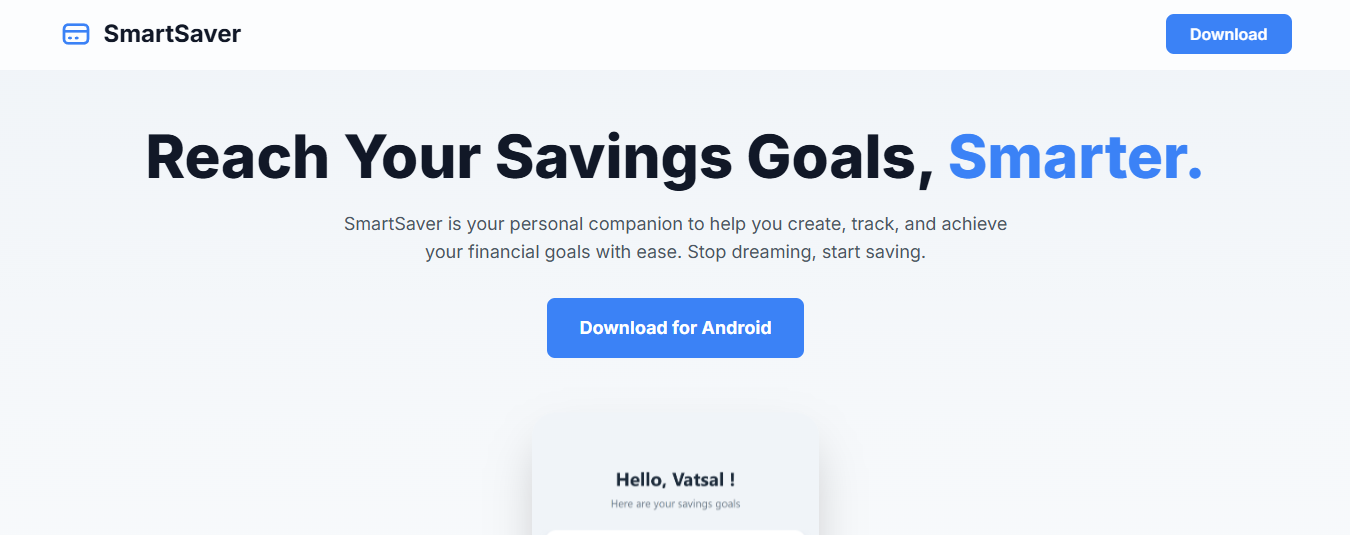 SmartSaver
Download
Reach Your Savings Goals, Smarter.
SmartSaver is your personal companion to help you create, track, and achieve
your financial goals with ease. Stop dreaming, start saving.
Download for Android
Hello, Vatsal !
Here are your savings goals